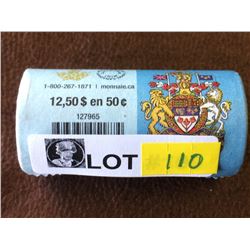 1-800-267-1871 | monnaie.ca
12,50 $ en 50 ¢
127965
LOT #110